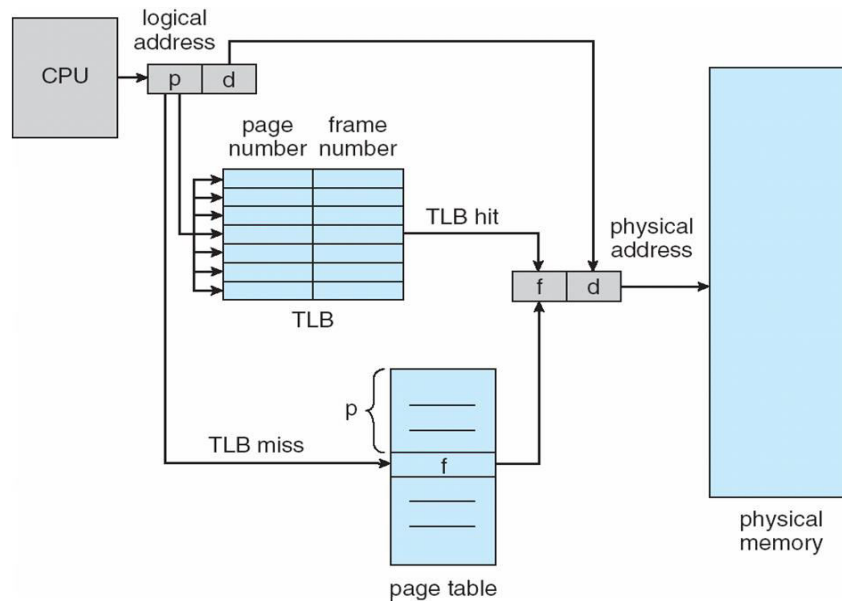 logical
address
CPU
p
d
page
number
frame
number
TLB hit
physical
address
f
d
TLB
p
TLB miss
f
physical
memory
page table